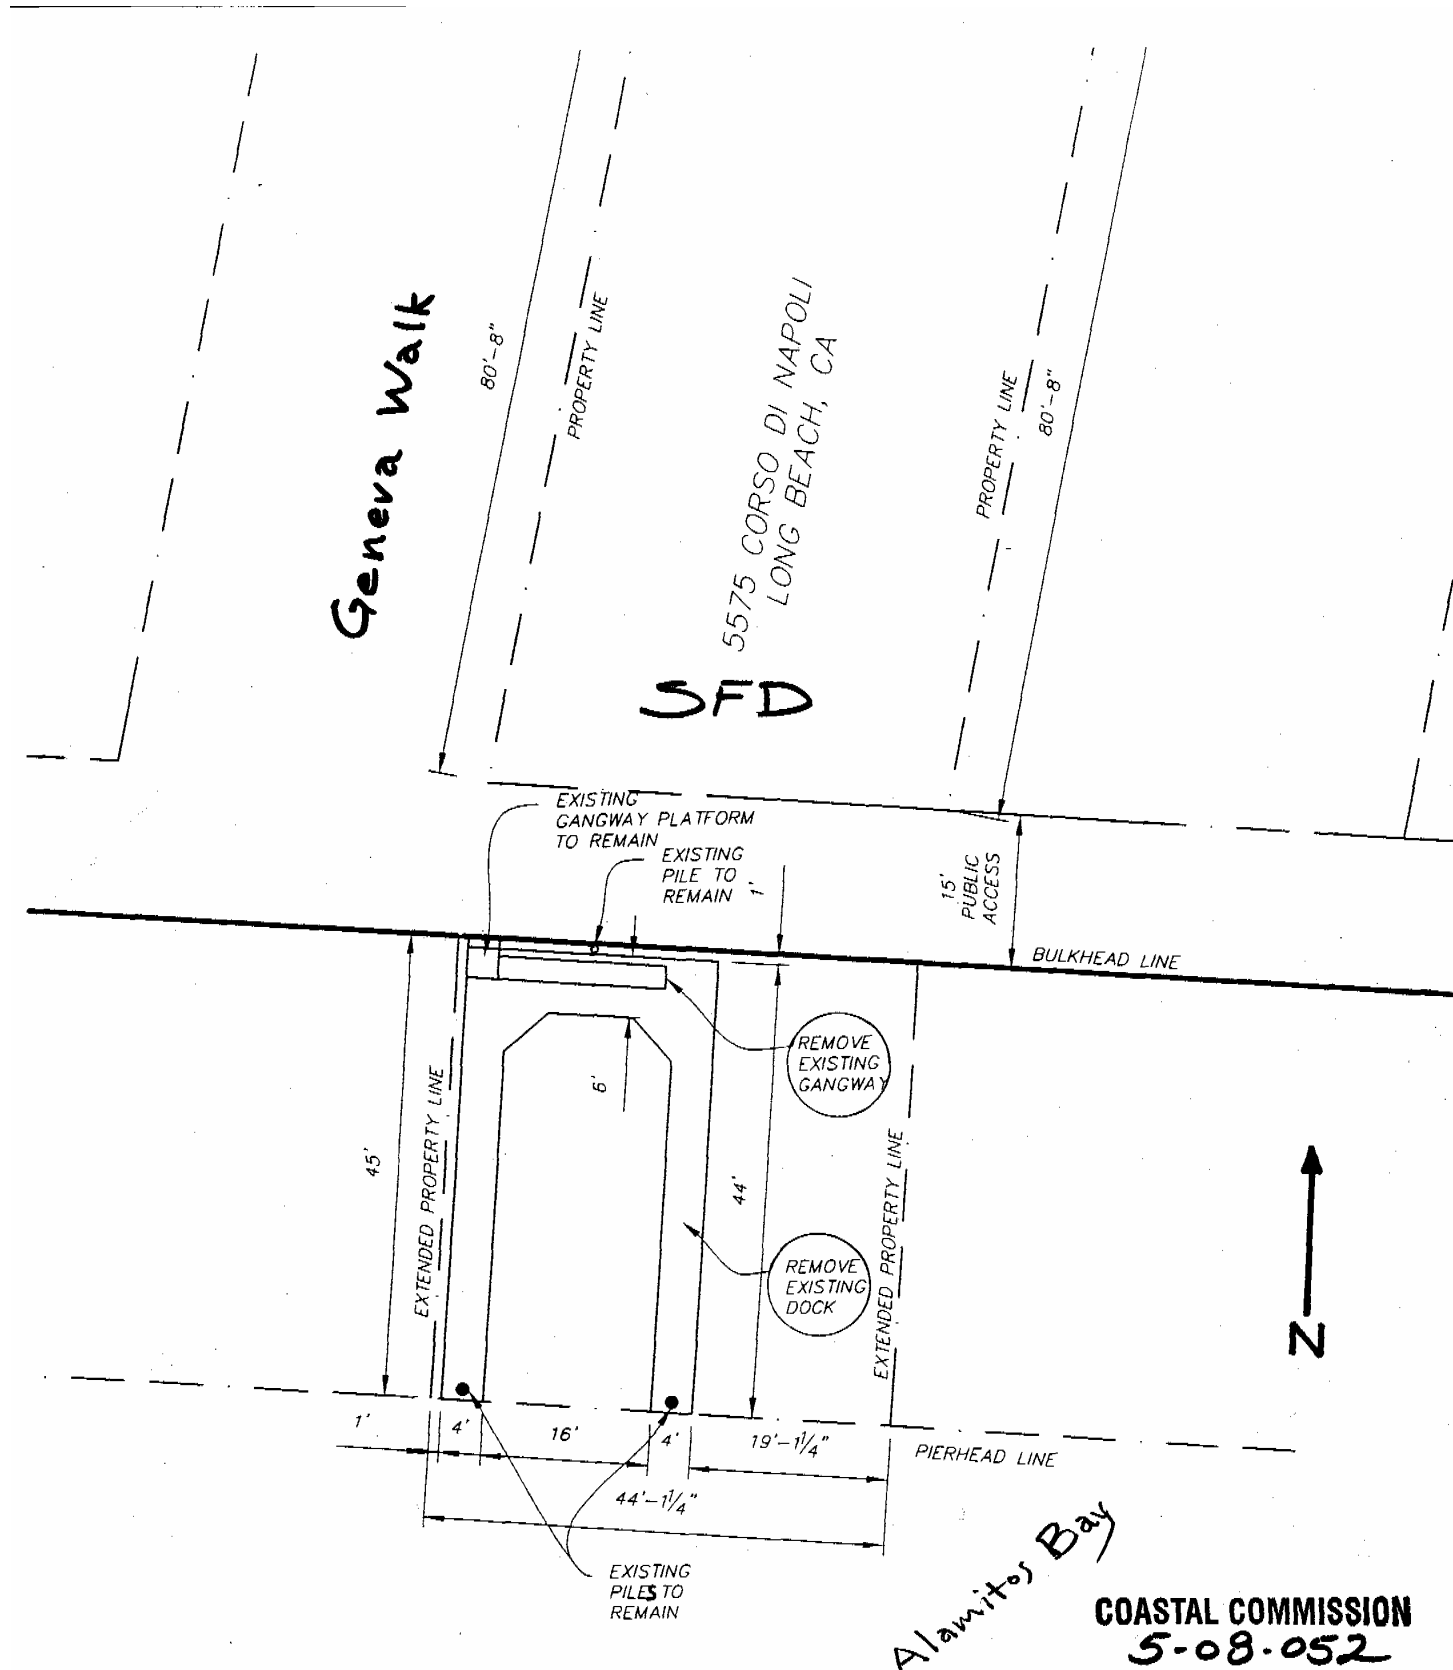 Geneva Walk
80'-8"
PROPERTY LINE
5575 CORSO DI NAPOLI
LONG BEACH, CA
PROPERTY LINE
80'-8"
SFD
EXISTING
GANGWAY PLATFORM
TO REMAIN
EXISTING
PILE TO
REMAIN
1'
15'
PUBLIC
ACCESS
BULKHEAD LINE
REMOVE
EXISTING
GANGWAY
6'
45'
EXTENDED PROPERTY LINE
44'
EXTENDED PROPERTY LINE
REMOVE
EXISTING
DOCK
N
1'
4'
16'
4'
19'-1¼"
PIERHEAD LINE
44'-1¼"
EXISTING
PILES TO
REMAIN
Alamitos Bay
COASTAL COMMISSION
5-08-052